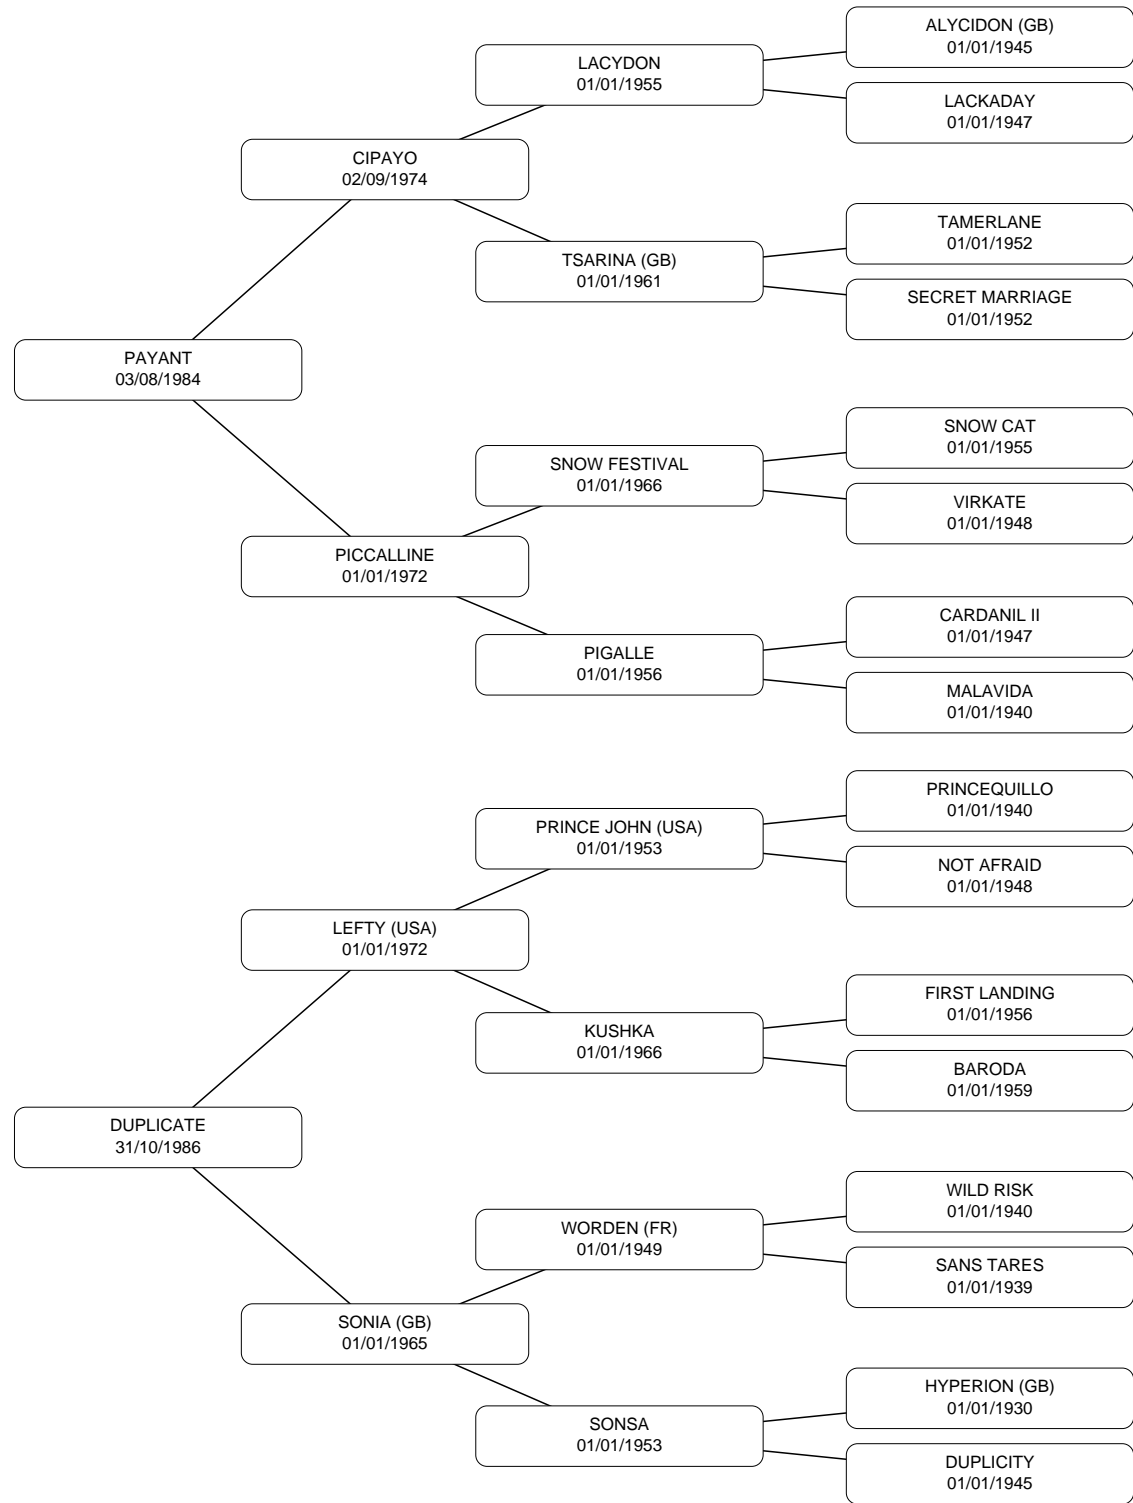 ALYCIDON (GB)
01/01/1945
LACYDON
01/01/1955
LACKADAY
01/01/1947
CIPAYO
02/09/1974
TAMERLANE
01/01/1952
TSARINA (GB)
01/01/1961
SECRET MARRIAGE
01/01/1952
PAYANT
03/08/1984
SNOW CAT
01/01/1955
SNOW FESTIVAL
01/01/1966
VIRKATE
01/01/1948
PICCALLINE
01/01/1972
CARDANIL II
01/01/1947
PIGALLE
01/01/1956
MALAVIDA
01/01/1940
PRINCEQUILLO
01/01/1940
PRINCE JOHN (USA)
01/01/1953
NOT AFRAID
01/01/1948
LEFTY (USA)
01/01/1972
FIRST LANDING
01/01/1956
KUSHKA
01/01/1966
BARODA
01/01/1959
DUPLICATE
31/10/1986
WILD RISK
01/01/1940
WORDEN (FR)
01/01/1949
SANS TARES
01/01/1939
SONIA (GB)
01/01/1965
HYPERION (GB)
01/01/1930
SONSA
01/01/1953
DUPLICITY
01/01/1945